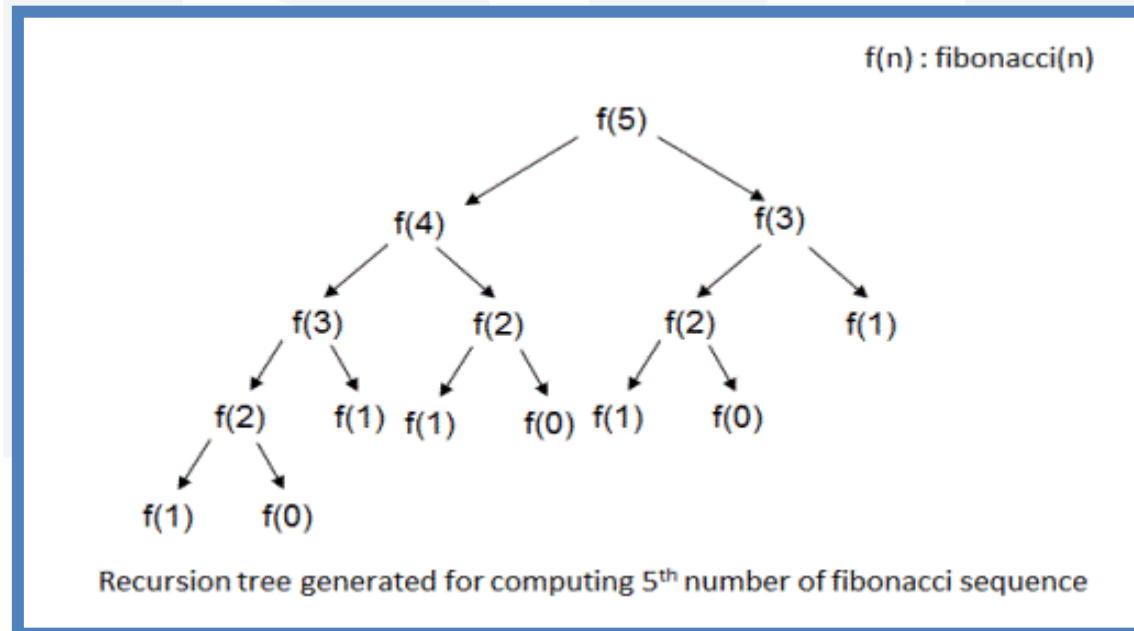 f(n) : fibonacci(n)
f(5)
f(4) f(3)
f(3) f(2) f(2) f(1)
f(2) f(1) f(1) f(0) f(1) f(0)
f(1) f(0)
Recursion tree generated for computing 5th number of fibonacci sequence